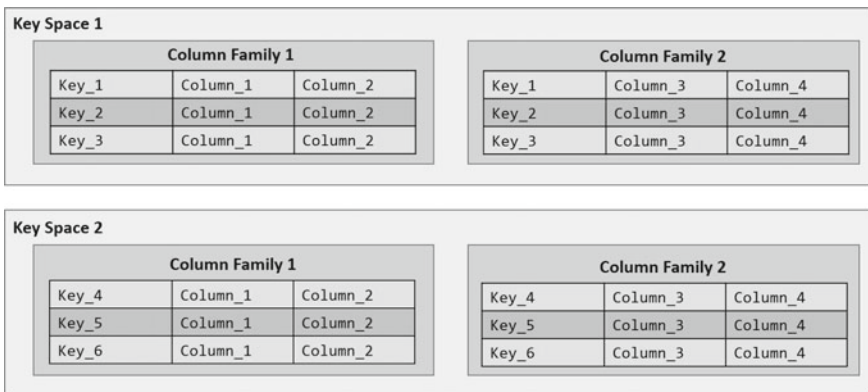 Key Space 1
Column Family 1
Key_1 Column_1 Column_2
Key_2 Column_1 Column_2
Key_3 Column_1 Column_2
Column Family 2
Key_1 Column_3 Column_4
Key_2 Column_3 Column_4
Key_3 Column_3 Column_4
Key Space 2
Column Family 1
Key_4 Column_1 Column_2
Key_5 Column_1 Column_2
Key_6 Column_1 Column_2
Column Family 2
Key_4 Column_3 Column_4
Key_5 Column_3 Column_4
Key_6 Column_3 Column_4